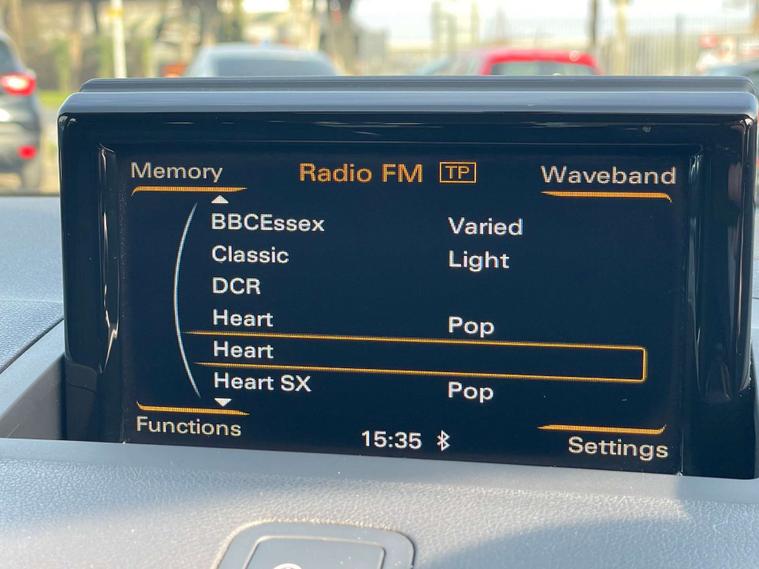 Memory Radio FM TP Waveband
BBCEssex Varied
Classic Light
DCR
Heart Pop
Heart
Heart SX Pop
Functions 15:35 Settings